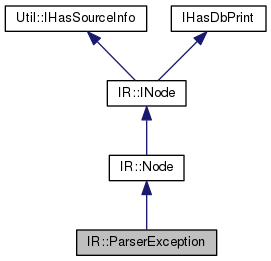 Util::IHasSourceInfo
IHasDbPrint
IR::INode
IR::Node
IR::ParserException